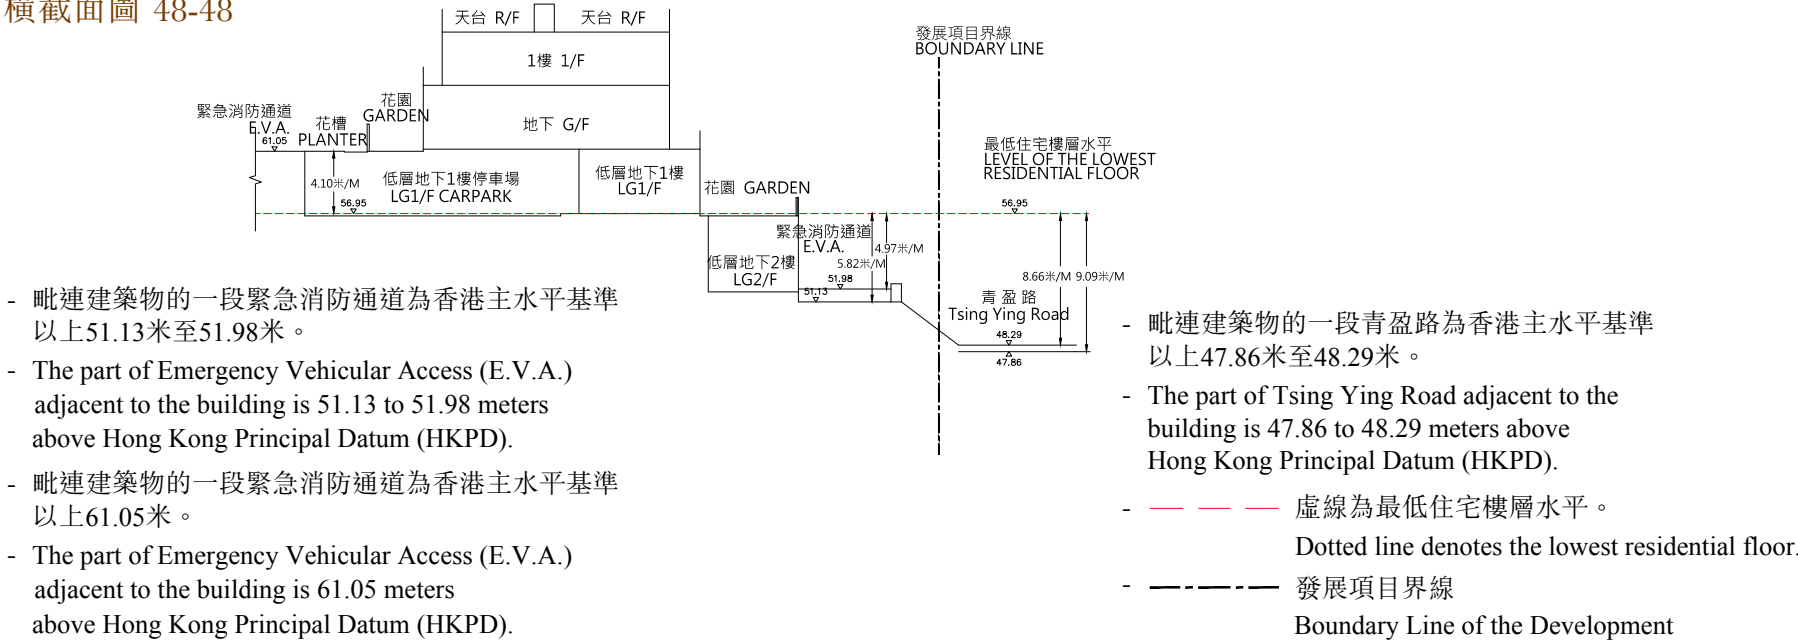 橫截面圖 48-48
天台 R/F
天台 R/F
1樓 1/F
地下 G/F
緊急消防通道
E.V.A.
61.05
花槽
PLANTER
花園
GARDEN
4.10米/M
低層地下1樓停車場
LG1/F CARPARK
56.95
低層地下1樓
LG1/F
花園 GARDEN
低層地下2樓
LG2/F
緊急消防通道
E.V.A.
4.97米/M
5.82米/M
51.98
51.13
發展項目界線
BOUNDARY LINE
最低住宅樓層水平
LEVEL OF THE LOWEST
RESIDENTIAL FLOOR
56.95
8.66米/M 9.09米/M
青盈路
Tsing Ying Road
48.29
47.86
- 毗連建築物的一段緊急消防通道為香港主水平基準
以上51.13米至51.98米。
- The part of Emergency Vehicular Access (E.V.A.)
adjacent to the building is 51.13 to 51.98 meters
above Hong Kong Principal Datum (HKPD).
- 毗連建築物的一段緊急消防通道為香港主水平基準
以上61.05米。
- The part of Emergency Vehicular Access (E.V.A.)
adjacent to the building is 61.05 meters
above Hong Kong Principal Datum (HKPD).
- 毗連建築物的一段青盈路為香港主水平基準
以上47.86米至48.29米。
- The part of Tsing Ying Road adjacent to the
building is 47.86 to 48.29 meters above
Hong Kong Principal Datum (HKPD).
- 虛線為最低住宅樓層水平。
Dotted line denotes the lowest residential floor.
- 發展項目界線
Boundary Line of the Development